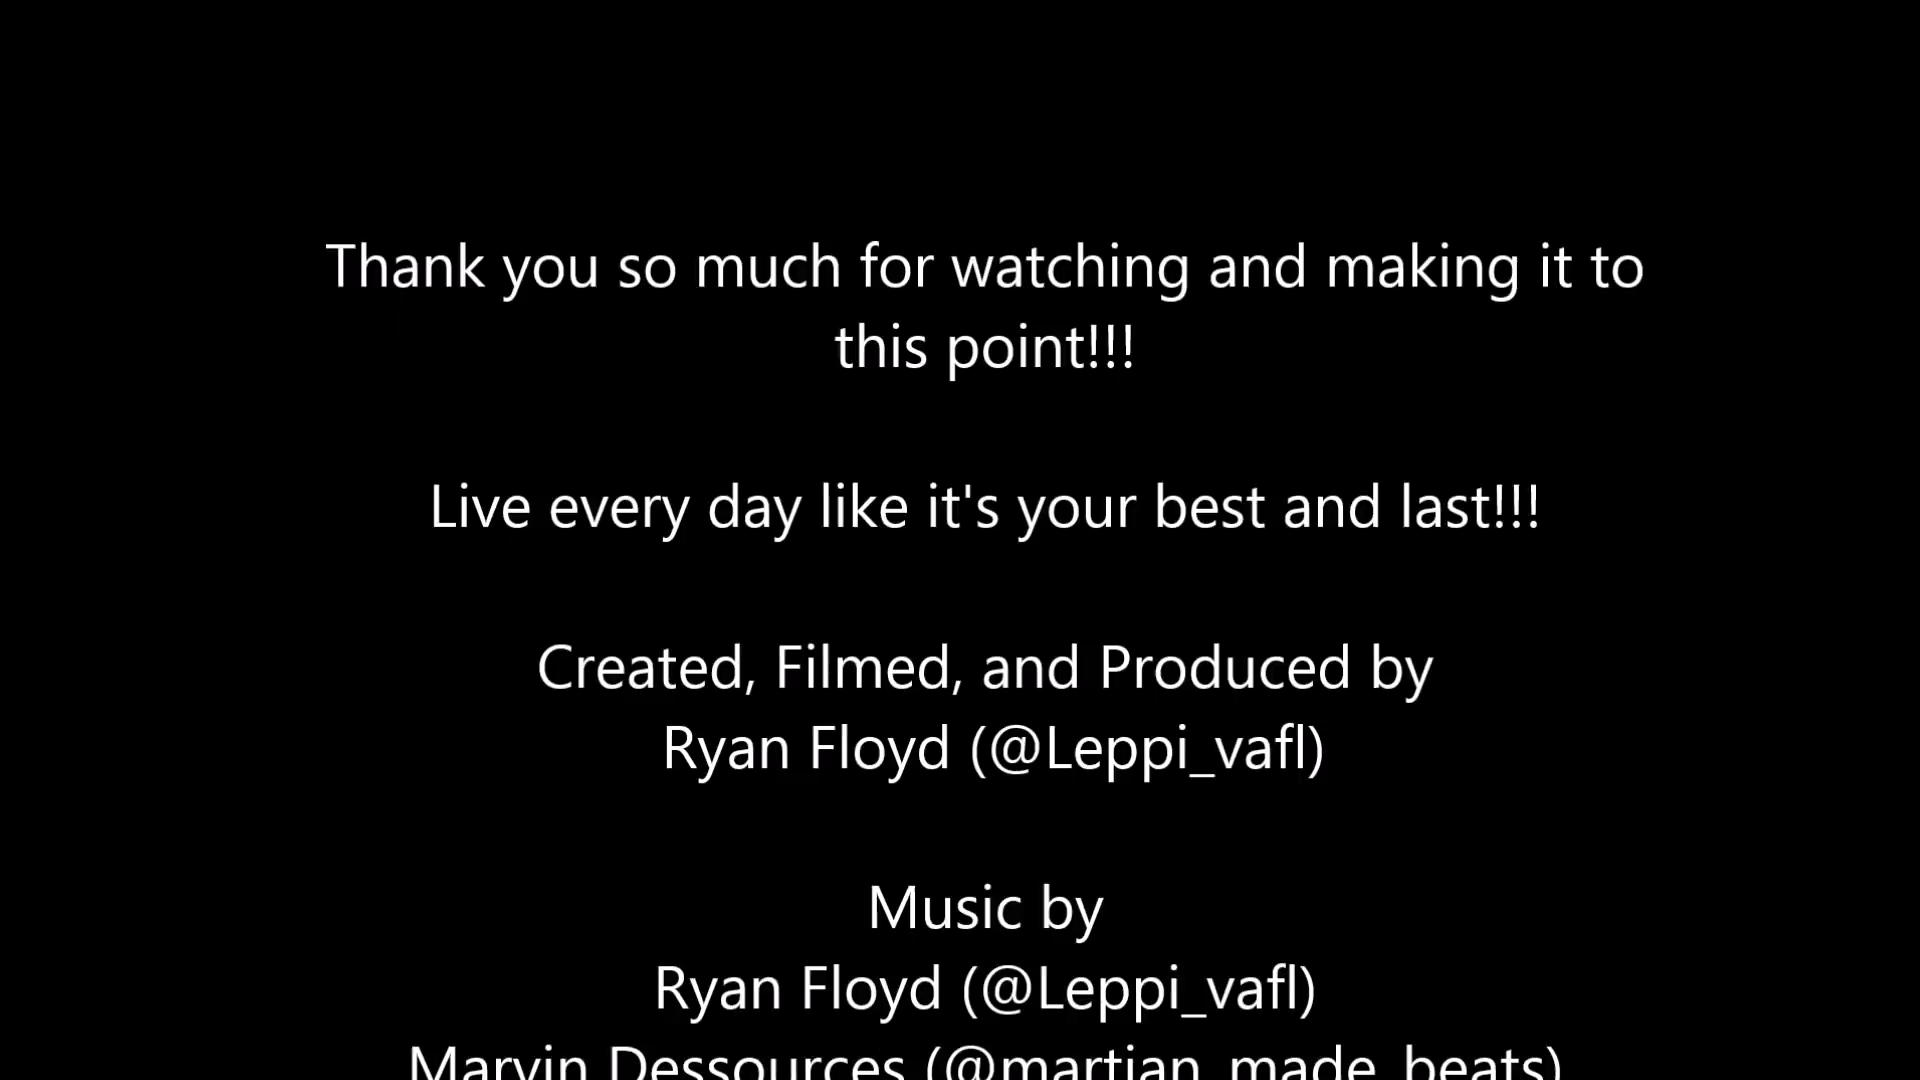 Thank you so much for watching and making it to
this point!!!
Live every day like it's your best and last!!!
Created, Filmed, and Produced by
Ryan Floyd (@Leppi_vafl)
Music by
Ryan Floyd (@Leppi_vafl)
Marvin Dessources (@martian_made_beats)